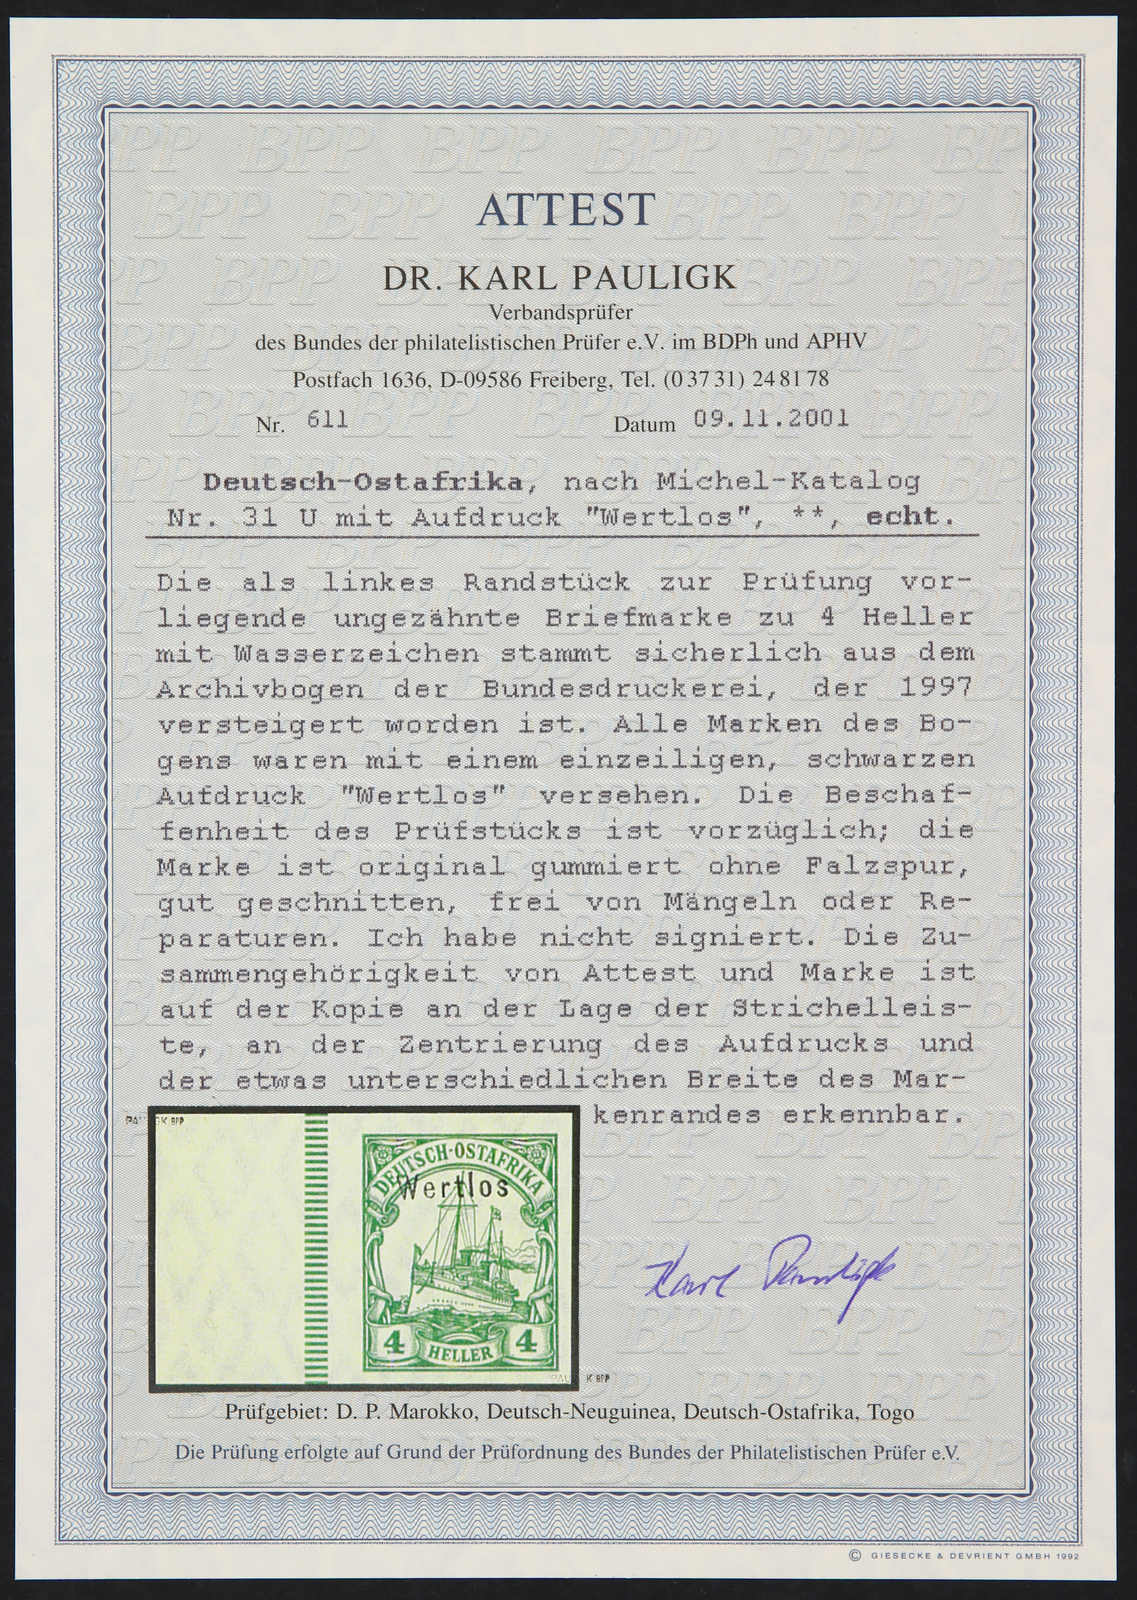 ATTEST
DR. KARL PAULIGK
Verbandsprüfer
des Bundes der philatelistischen Prüfer e.V. im BDPh und APHV
Postfach 1636, D-09586 Freiberg, Tel. (0 37 31) 24 81 78
Nr. 611 Datum 09.11.2001
Deutsch-Ostafrika, nach Michel-Katalog
Nr. 31 U mit Aufdruck "Wertlos", **, echt.
Die als linkes Randstück zur Prüfung vor-
liegende ungezähnte Briefmarke zu 4 Heller
mit Wasserzeichen stammt sicherlich aus dem
Archivbogen der Bundesdruckerei, der 1997
versteigert worden ist. Alle Marken des Bo-
gens waren mit einem einzeiligen, schwarzen
Aufdruck "Wertlos" versehen. Die Beschaf-
fenheit des Prüfstücks ist vorzüglich; die
Marke ist original gummiert ohne Falzspur,
gut geschnitten, frei von Mängeln oder Re-
paraturen. Ich habe nicht signiert. Die Zu-
sammengehörigkeit von Attest und Marke ist
auf der Kopie an der Lage der Strichelleis-
te, an der Zentrierung des Aufdrucks und
der etwas unterschiedlichen Breite des Mar-
kenrandes erkennbar.
DEUTSCH-OSTAFRIKA
Wertlos
4 HELLER 4
Karl Pauligk
Prüfgebiet: D. P. Marokko, Deutsch-Neuguinea, Deutsch-Ostafrika, Togo
Die Prüfung erfolgte auf Grund der Prüfordnung des Bundes der Philatelistischen Prüfer e.V.
© GIESECKE & DEVRIENT GMBH 1992